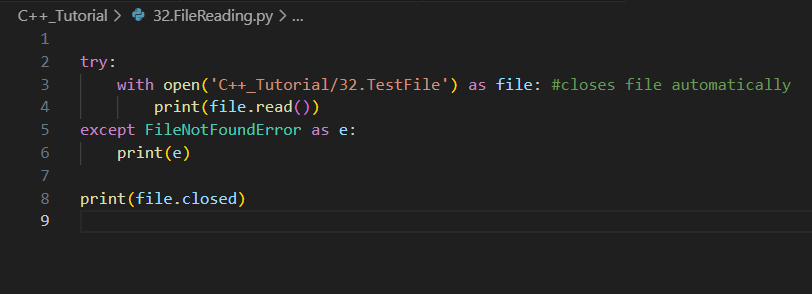 C++_Tutorial > 32.FileReading.py > ...
1
2 try:
3     with open('C++_Tutorial/32.TestFile') as file: #closes file automatically
4         print(file.read())
5 except FileNotFoundError as e:
6     print(e)
7
8 print(file.closed)
9